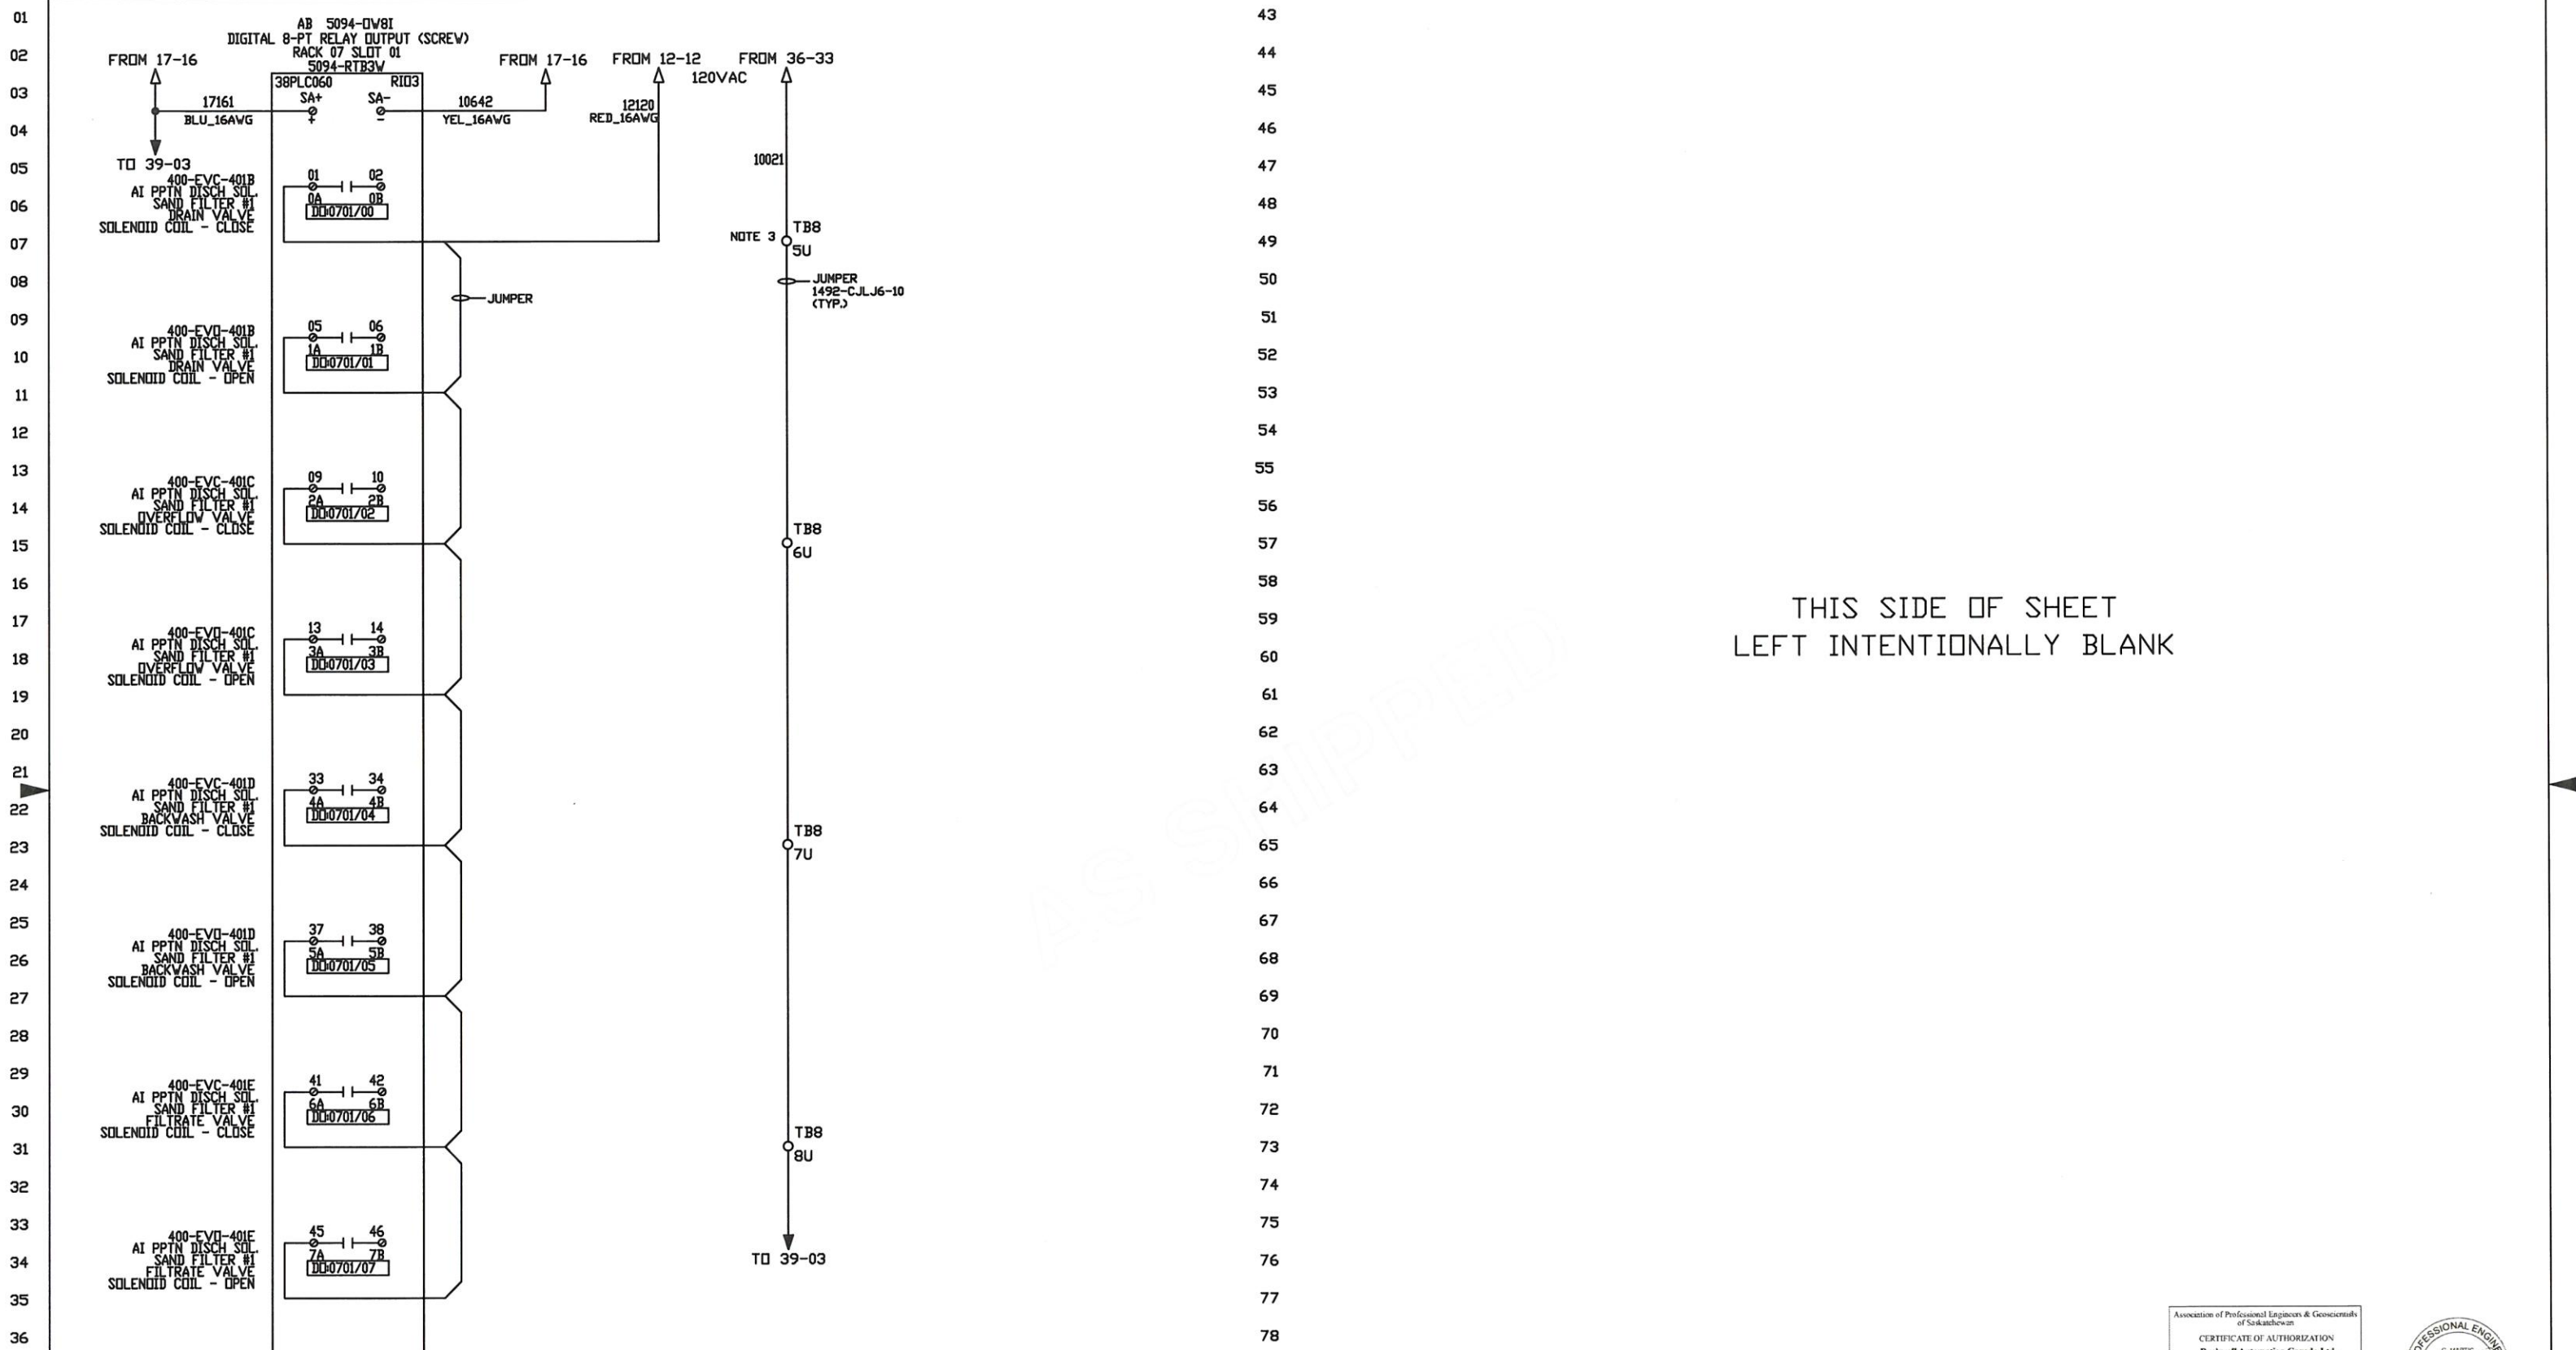 01
AB 5094-OW8I
DIGITAL 8-PT RELAY OUTPUT (SCREW)
RACK 07 SLOT 01
5094-RTB3W
02
FROM 17-16
FROM 17-16
FROM 12-12
FROM 36-33
120VAC
38PLC060
RIO3
03
17161
SA+
SA-
10642
12120
BLU_16AWG
+
-
YEL_16AWG
RED_16AWG
04
TO 39-03
10021
05
400-EVC-401B
AI PPTN DISCH SOL.
SAND FILTER #1
DRAIN VALVE
SOLENOID COIL - CLOSE
01
02
0A
0B
DO:0701/00
06
07
NOTE 3
TB8
5U
08
JUMPER
JUMPER
1492-CJLJ6-10
(TYP.)
09
400-EVO-401B
AI PPTN DISCH SOL.
SAND FILTER #1
DRAIN VALVE
SOLENOID COIL - OPEN
05
06
1A
1B
DO:0701/01
10
11
12
13
400-EVC-401C
AI PPTN DISCH SOL.
SAND FILTER #1
OVERFLOW VALVE
SOLENOID COIL - CLOSE
09
10
2A
2B
DO:0701/02
14
TB8
6U
15
16
17
400-EVO-401C
AI PPTN DISCH SOL.
SAND FILTER #1
OVERFLOW VALVE
SOLENOID COIL - OPEN
13
14
3A
3B
DO:0701/03
18
19
20
21
400-EVC-401D
AI PPTN DISCH SOL.
SAND FILTER #1
BACKWASH VALVE
SOLENOID COIL - CLOSE
33
34
4A
4B
DO:0701/04
22
TB8
7U
23
24
25
400-EVO-401D
AI PPTN DISCH SOL.
SAND FILTER #1
BACKWASH VALVE
SOLENOID COIL - OPEN
37
38
5A
5B
DO:0701/05
26
27
28
29
400-EVC-401E
AI PPTN DISCH SOL.
SAND FILTER #1
FILTRATE VALVE
SOLENOID COIL - CLOSE
41
42
6A
6B
DO:0701/06
30
TB8
8U
31
32
33
400-EVO-401E
AI PPTN DISCH SOL.
SAND FILTER #1
FILTRATE VALVE
SOLENOID COIL - OPEN
45
46
7A
7B
DO:0701/07
34
TO 39-03
35
36
43
44
45
46
47
48
49
50
51
52
53
54
55
56
57
58
59
60
61
62
63
64
65
66
67
68
69
70
71
72
73
74
75
76
77
78
AS SHIPPED
THIS SIDE OF SHEET
LEFT INTENTIONALLY BLANK
Association of Professional Engineers & Geoscientists
of Saskatchewan
CERTIFICATE OF AUTHORIZATION